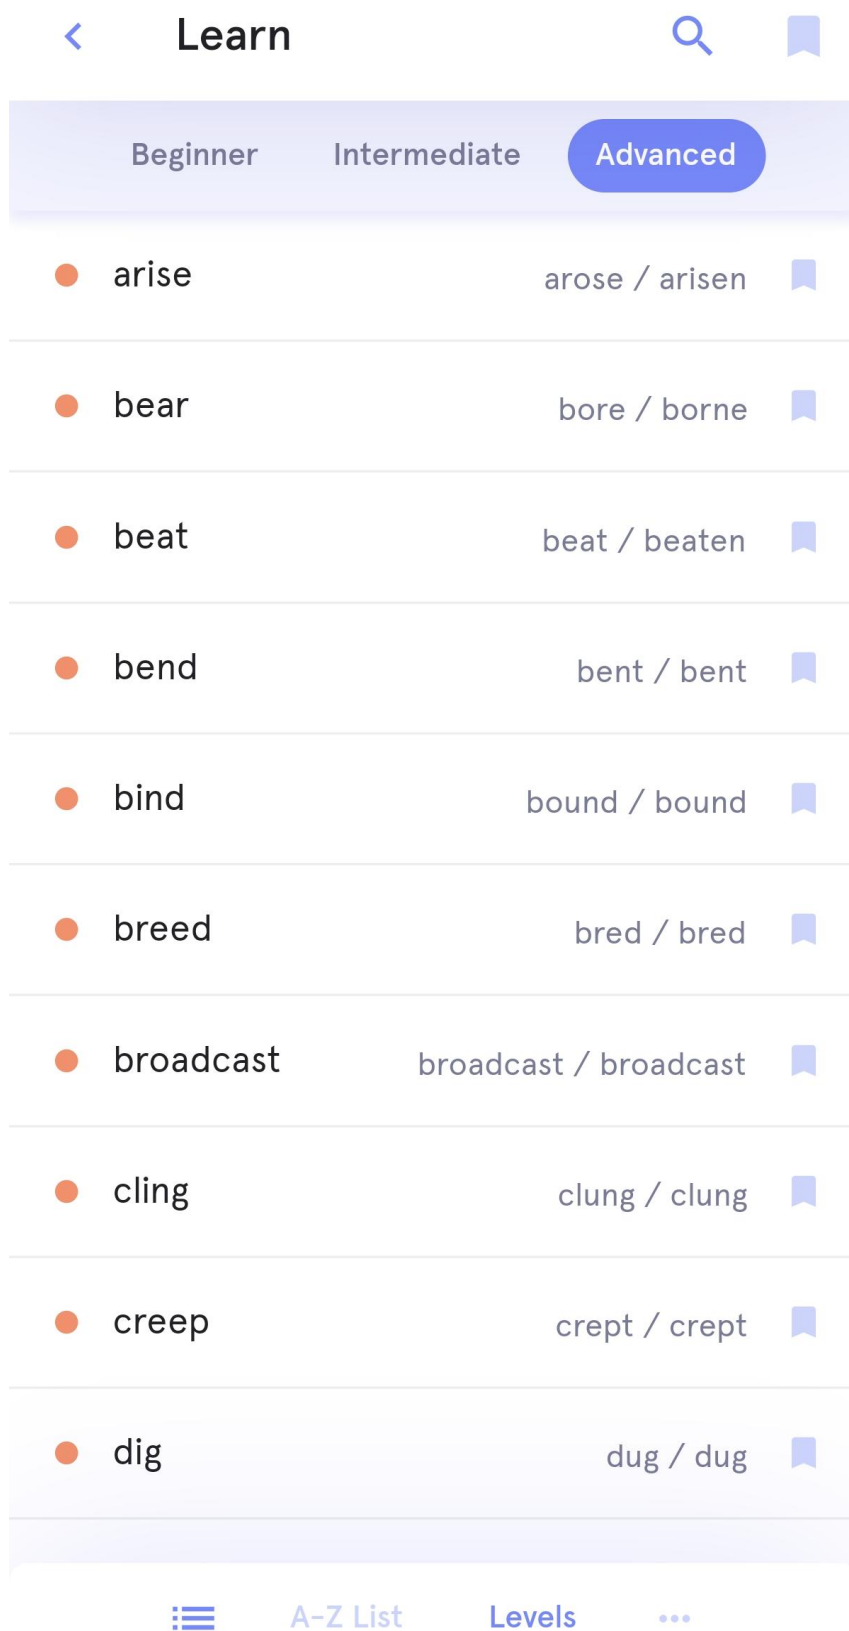 Learn
Beginner Intermediate Advanced
arise arose / arisen
bear bore / borne
beat beat / beaten
bend bent / bent
bind bound / bound
breed bred / bred
broadcast broadcast / broadcast
cling clung / clung
creep crept / crept
dig dug / dug
A-Z List Levels